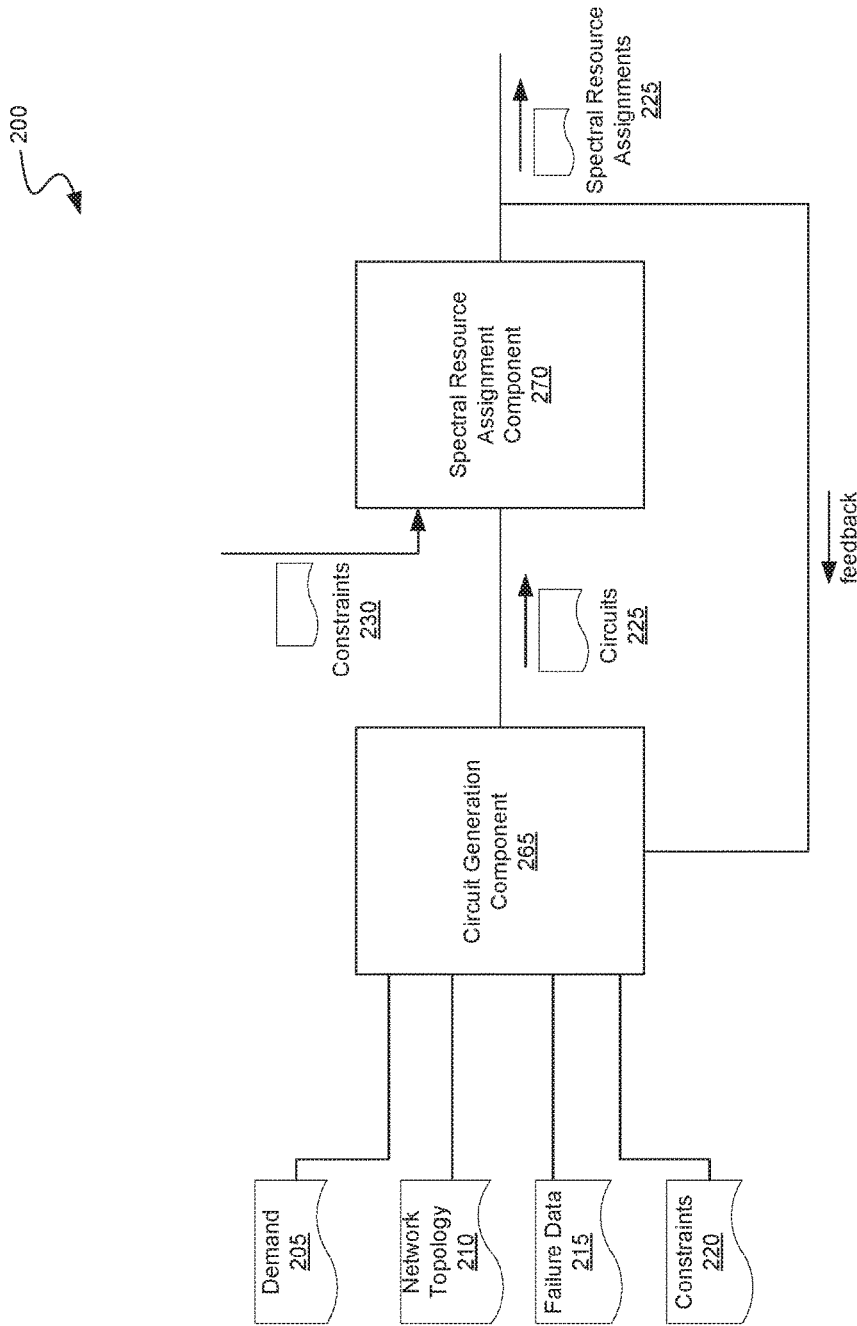 200
Demand
205
Network
Topology
210
Failure Data
215
Constraints
220
Circuit Generation
Component
265
Constraints
230
Circuits
225
Spectral Resource
Assignment
Component
270
Spectral Resource
Assignments
225
feedback